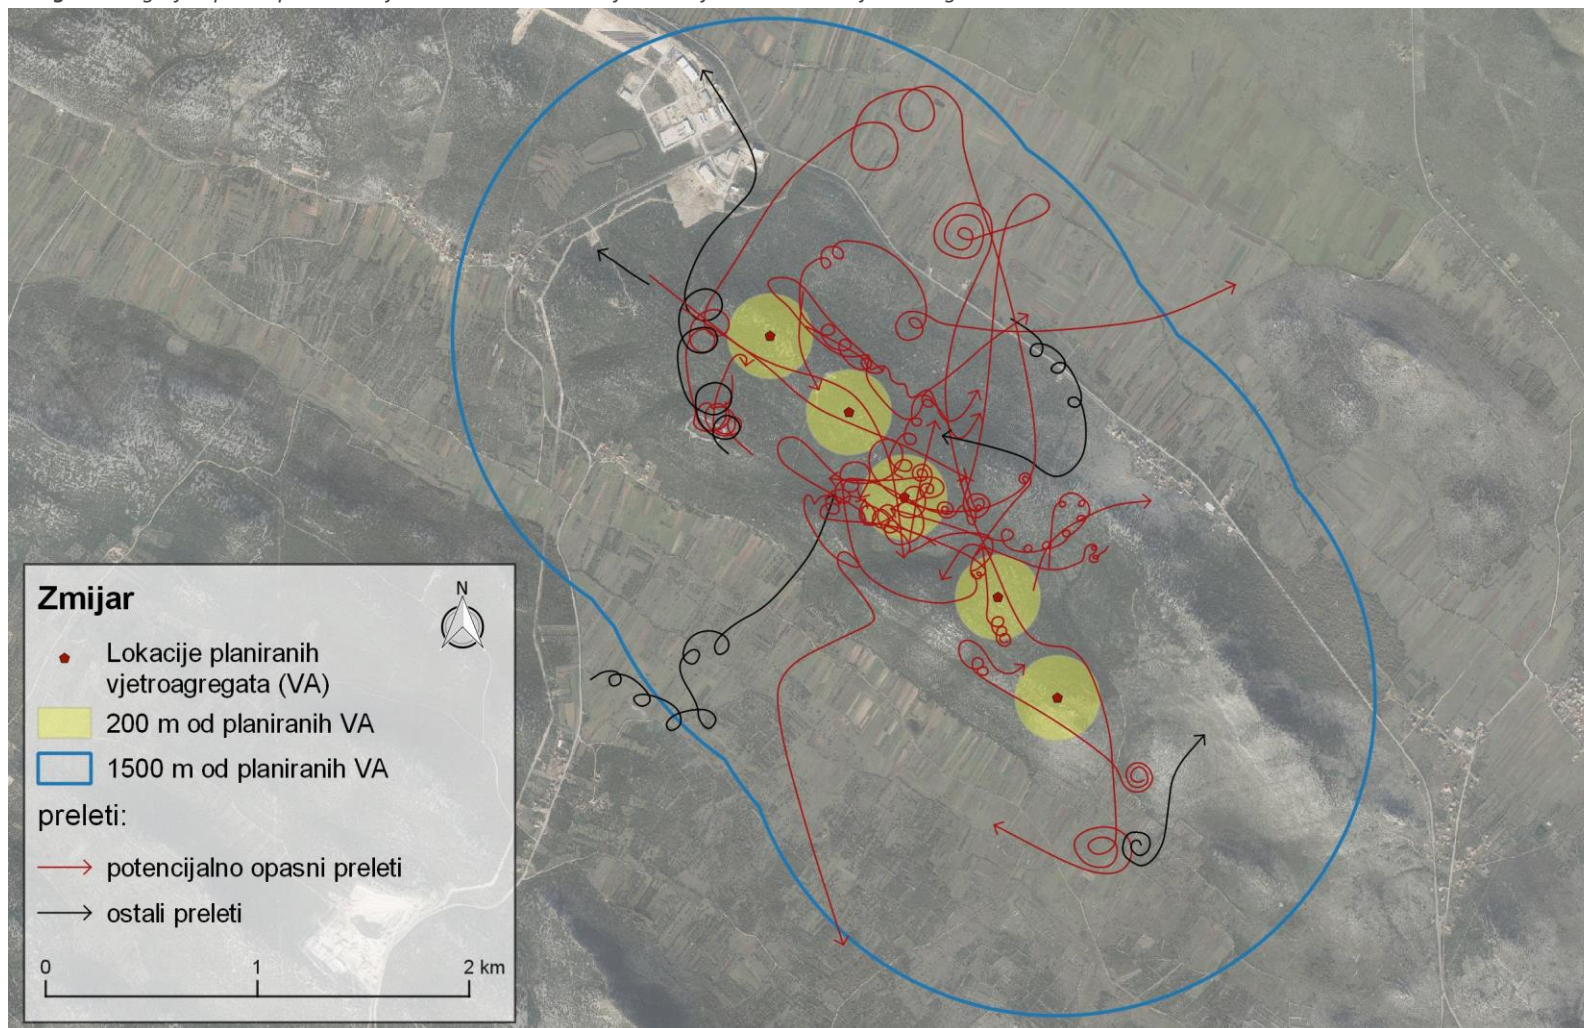 Zmijar
N
Lokacije planiranih
vjetroagregata (VA)
200 m od planiranih VA
1500 m od planiranih VA
preleti:
potencijalno opasni preleti
ostali preleti
0 1 2 km